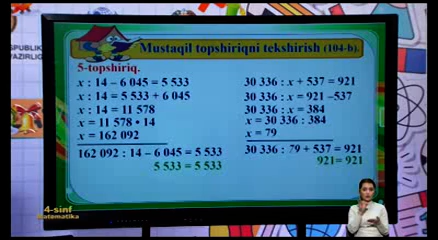 Mustaqil topshiriqni tekshirish (104-b).
5-topshiriq.
x : 14 – 6 045 = 5 533
x : 14 = 5 533 + 6 045
x : 14 = 11 578
x = 11 578 • 14
x = 162 092
162 092 : 14 – 6 045 = 5 533
5 533 = 5 533
30 336 : x + 537 = 921
30 336 : x = 921 –537
30 336 : x = 384
x = 30 336 : 384
x = 79
30 336 : 79 + 537 = 921
921= 921
4-sinf
Matematika